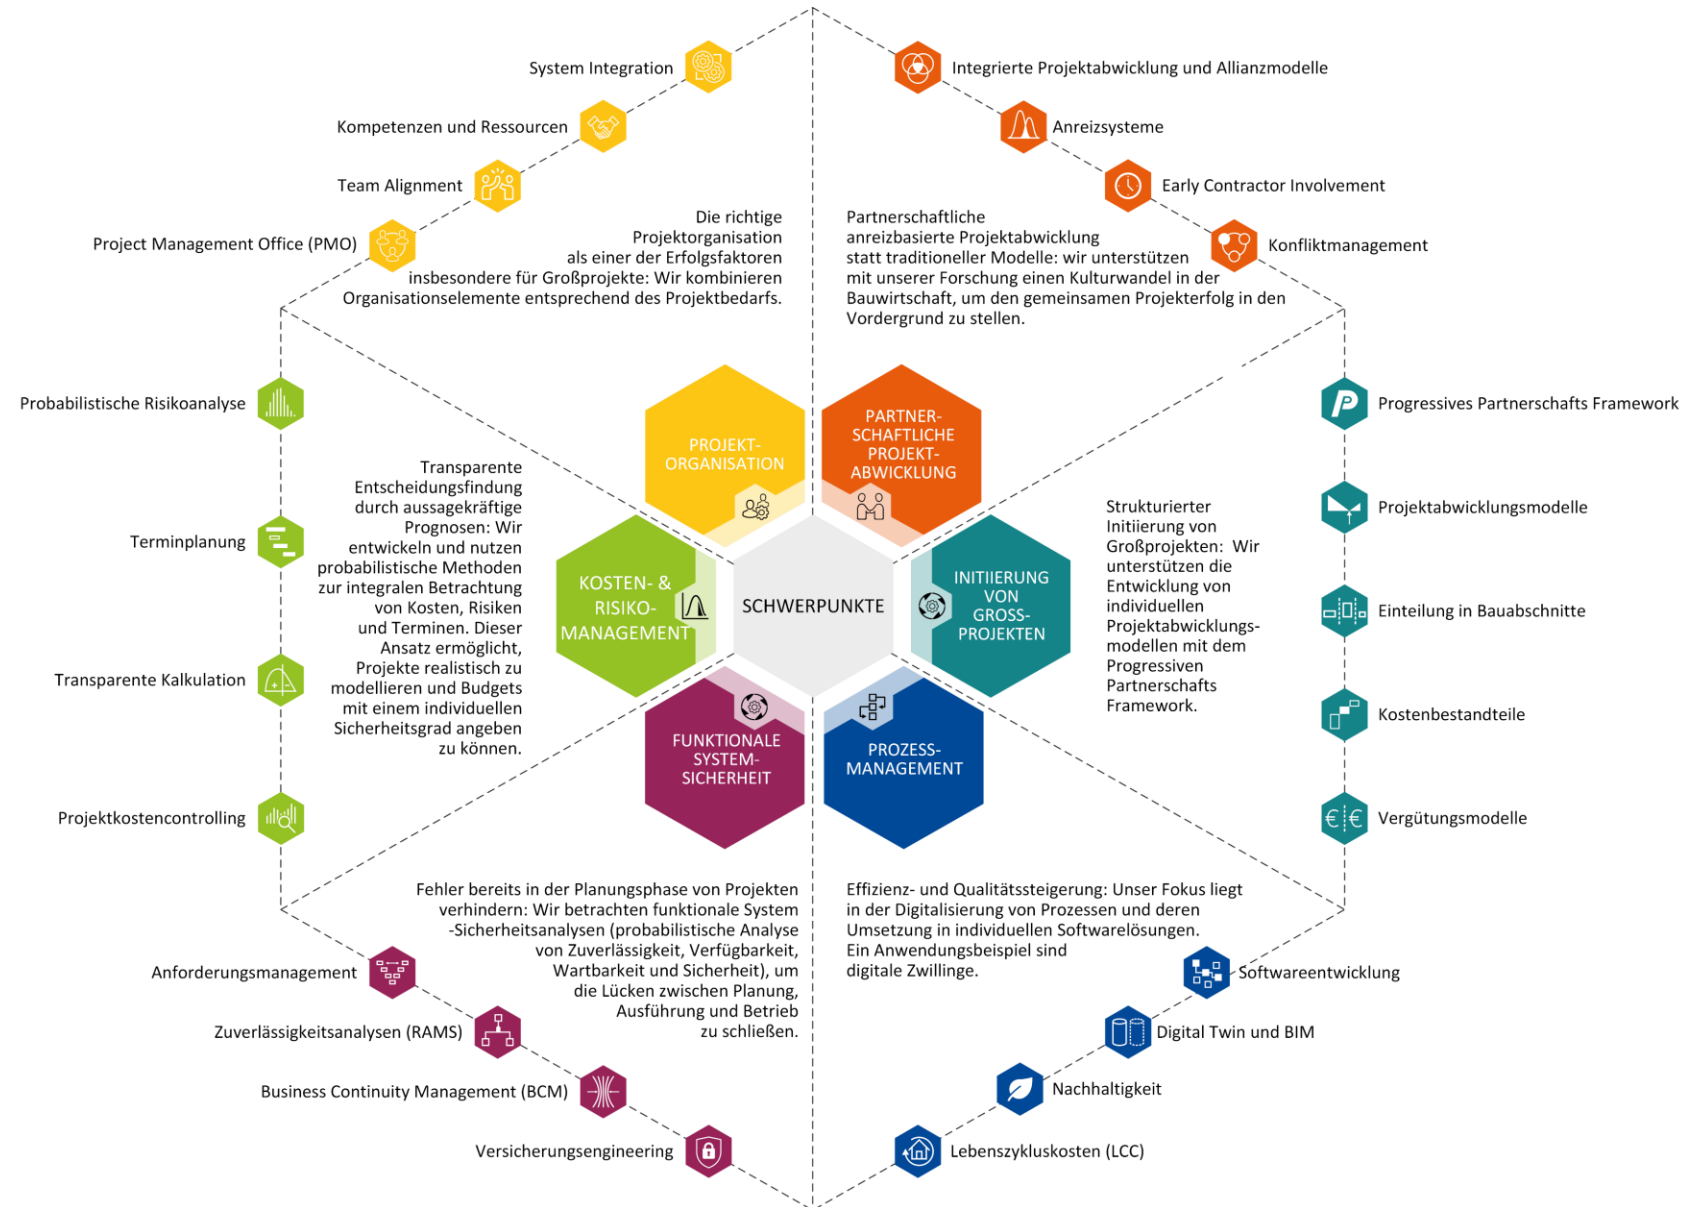 System Integration
Kompetenzen und Ressourcen
Team Alignment
Project Management Office (PMO)
Die richtige
Projektorganisation
als einer der Erfolgsfaktoren
insbesondere für Großprojekte: Wir kombinieren
Organisationselemente entsprechend des Projektbedarfs.
Integrierte Projektabwicklung und Allianzmodelle
Anreizsysteme
Early Contractor Involvement
Konfliktmanagement
Partnerschaftliche
anreizbasierte Projektabwicklung
statt traditioneller Modelle: wir unterstützen
mit unserer Forschung einen Kulturwandel in der
Bauwirtschaft, um den gemeinsamen Projekterfolg in den
Vordergrund zu stellen.
Probabilistische Risikoanalyse
Terminplanung
Transparente Kalkulation
Projektkostencontrolling
Transparente
Entscheidungsfindung
durch aussagekräftige
Prognosen: Wir
entwickeln und nutzen
probabilistische Methoden
zur integralen Betrachtung
von Kosten, Risiken
und Terminen. Dieser
Ansatz ermöglicht,
Projekte realistisch zu
modellieren und Budgets
mit einem individuellen
Sicherheitsgrad angeben
zu können.
PROJEKT-
ORGANISATION
PARTNER-
SCHAFTLICHE
PROJEKT-
ABWICKLUNG
KOSTEN- &
RISIKO-
MANAGEMENT
SCHWERPUNKTE
INITIIERUNG
VON
GROSS-
PROJEKTEN
FUNKTIONALE
SYSTEM-
SICHERHEIT
PROZESS-
MANAGEMENT
Strukturierter
Initiierung von
Großprojekten: Wir
unterstützen die
Entwicklung von
individuellen
Projektabwicklungs-
modellen mit dem
Progressiven
Partnerschafts
Framework.
P
Progressives Partnerschafts Framework
Projektabwicklungsmodelle
Einteilung in Bauabschnitte
Kostenbestandteile
€ €
Vergütungsmodelle
Fehler bereits in der Planungsphase von Projekten
verhindern: Wir betrachten funktionale System
-Sicherheitsanalysen (probabilistische Analyse
von Zuverlässigkeit, Verfügbarkeit,
Wartbarkeit und Sicherheit), um
die Lücken zwischen Planung,
Ausführung und Betrieb
zu schließen.
Anforderungsmanagement
Zuverlässigkeitsanalysen (RAMS)
Business Continuity Management (BCM)
Versicherungsengineering
Effizienz- und Qualitätssteigerung: Unser Fokus liegt
in der Digitalisierung von Prozessen und deren
Umsetzung in individuellen Softwarelösungen.
Ein Anwendungsbeispiel sind
digitale Zwillinge.
Softwareentwicklung
Digital Twin und BIM
Nachhaltigkeit
Lebenszykluskosten (LCC)